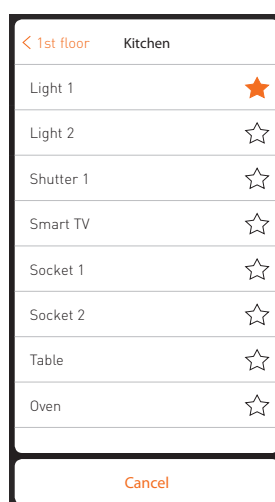 < 1st floor Kitchen
Light 1
Light 2
Shutter 1
Smart TV
Socket 1
Socket 2
Table
Oven
Cancel